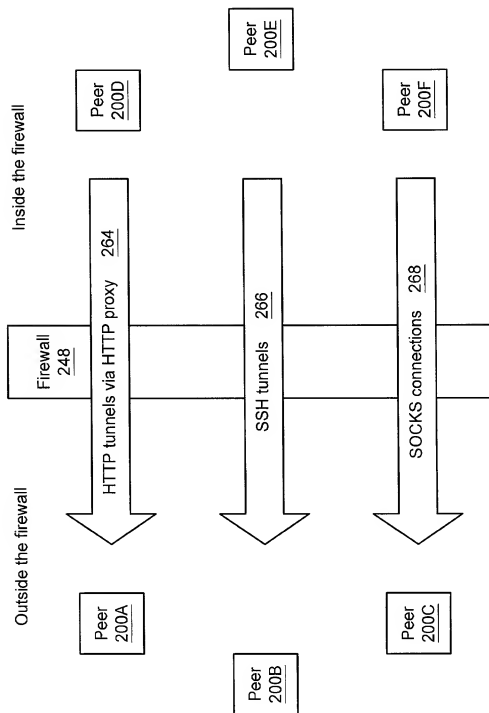 Outside the firewall
Inside the firewall
Firewall
248
Peer
200A
HTTP tunnels via HTTP proxy 264
Peer
200D
Peer
200B
SSH tunnels 266
Peer
200E
Peer
200C
SOCKS connections 268
Peer
200F